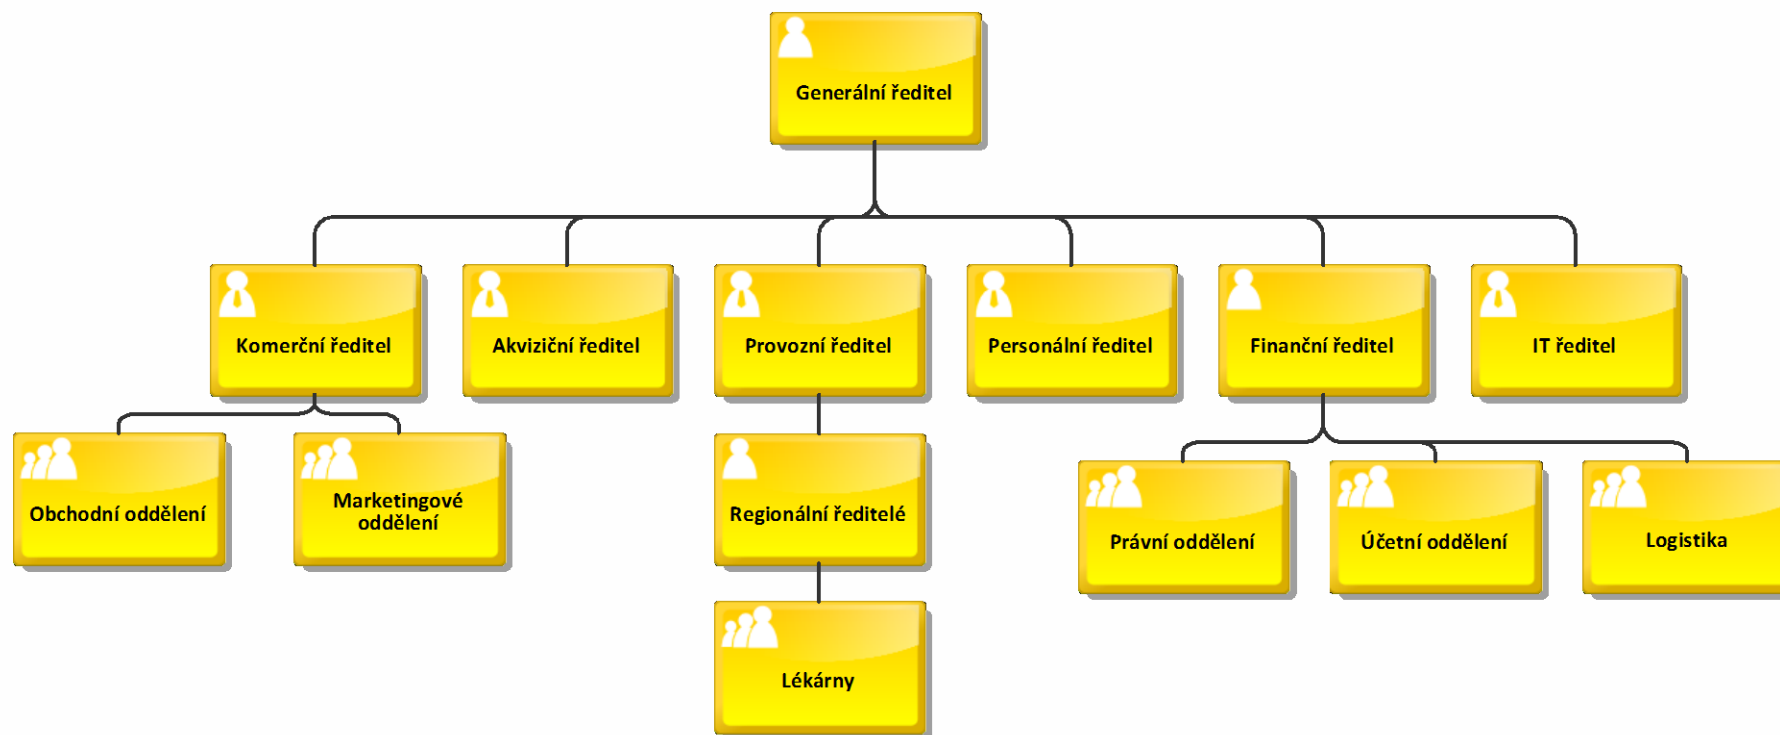 Generální ředitel
Komerční ředitel
Akviziční ředitel
Provozní ředitel
Personální ředitel
Finanční ředitel
IT ředitel
Obchodní oddělení
Marketingové
oddělení
Regionální ředitelé
Právní oddělení
Účetní oddělení
Logistika
Lékárny